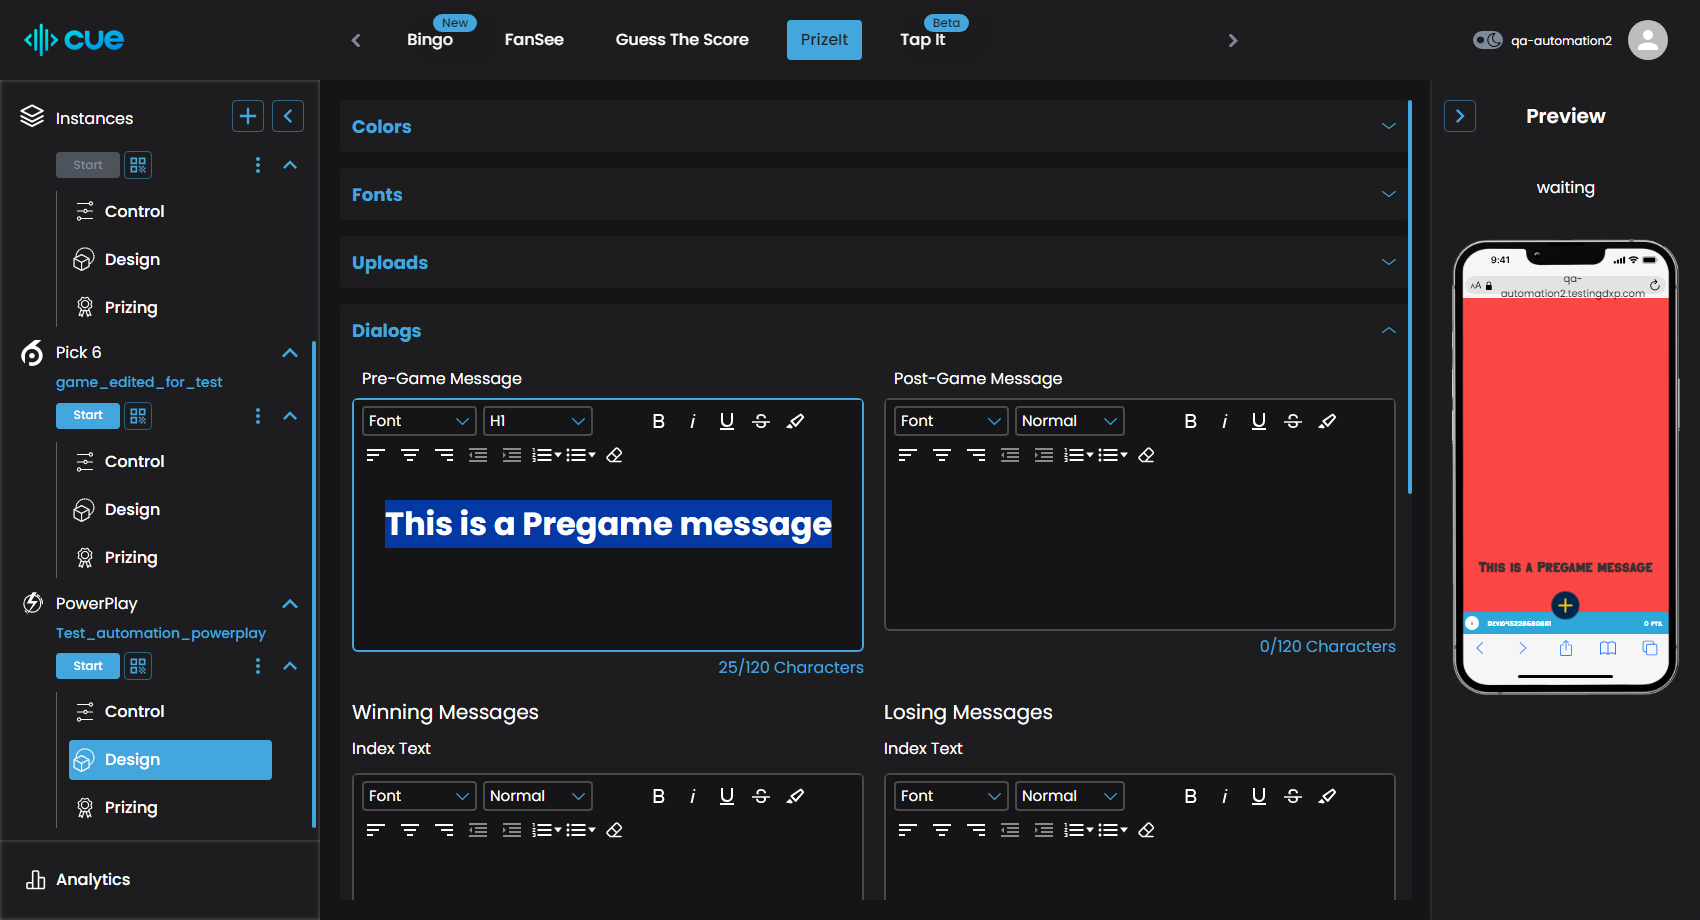 cue
New
Bingo
FanSee
Guess The Score
PrizeIt
Beta
Tap It
qa-automation2
Instances
Start
Control
Design
Prizing
Pick 6
game_edited_for_test
Start
Control
Design
Prizing
PowerPlay
Test_automation_powerplay
Start
Control
Design
Prizing
Analytics
Colors
Fonts
Uploads
Dialogs
Pre-Game Message
Font
H1
B i U S
This is a Pregame message
25/120 Characters
Post-Game Message
Font
Normal
B i U S
0/120 Characters
Winning Messages
Index Text
Font
Normal
B i U S
Losing Messages
Index Text
Font
Normal
B i U S
Preview
waiting
9:41
AA
qa-
automation2.testingdxp.com
This is a Pregame message
0 PTS.